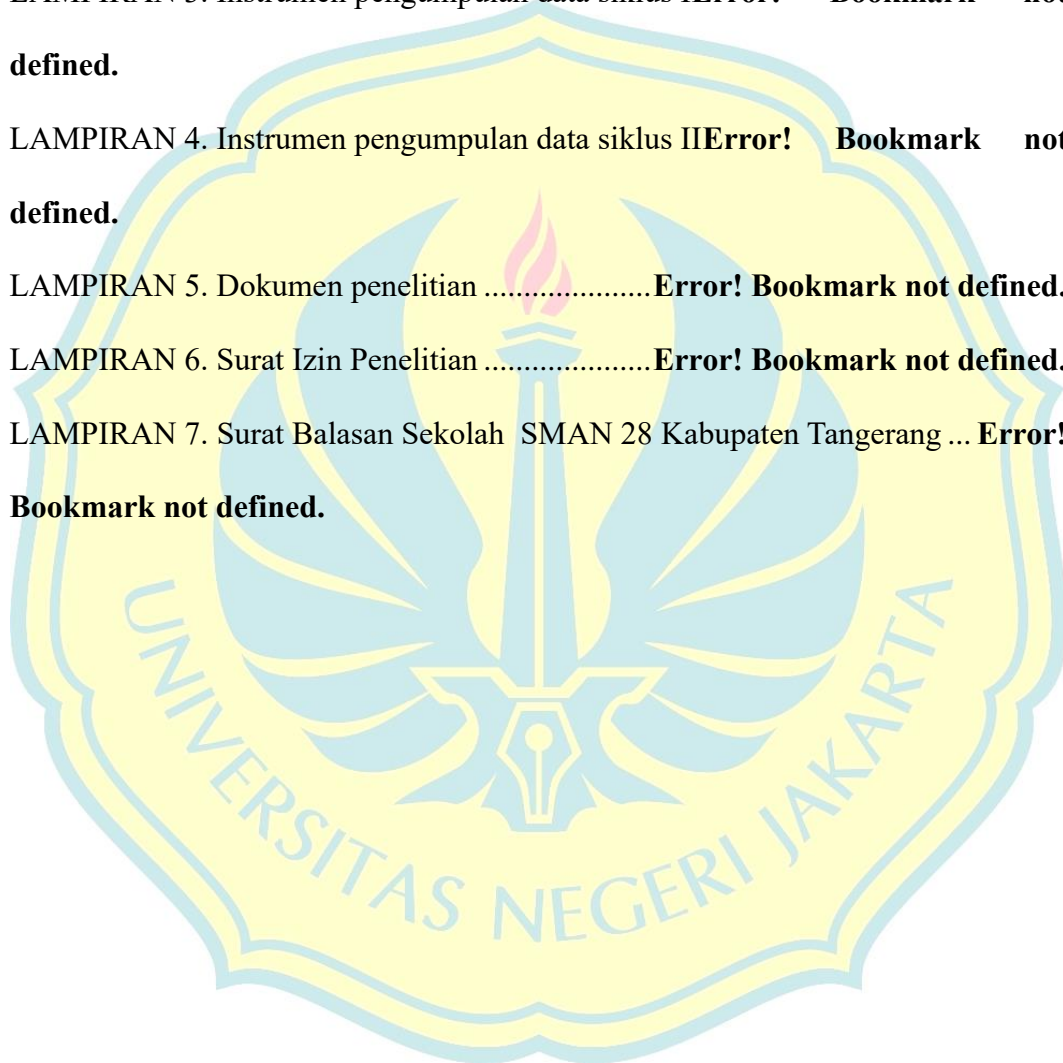 LAMPIRAN 3. Instrumen pengumpulan data siklus IError! Bookmark not
defined.
LAMPIRAN 4. Instrumen pengumpulan data siklus IIError! Bookmark not
defined.
LAMPIRAN 5. Dokumen penelitian .....................Error! Bookmark not defined.
LAMPIRAN 6. Surat Izin Penelitian .....................Error! Bookmark not defined.
LAMPIRAN 7. Surat Balasan Sekolah  SMAN 28 Kabupaten Tangerang ... Error!
Bookmark not defined.
UNIVERSITAS NEGERI JAKARTA